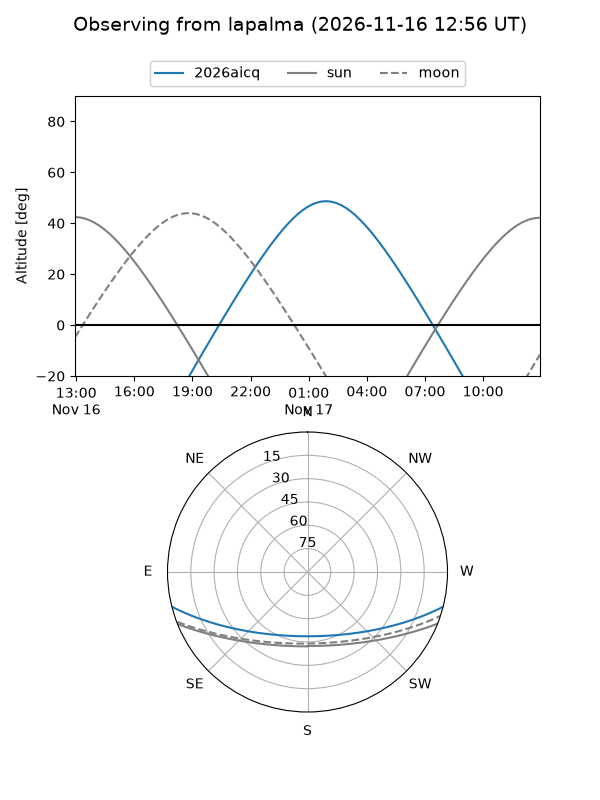 Observing from lapalma (2026-11-16 12:56 UT)
2026aicq sun moon
Altitude [deg]
80
60
40
20
0
−20
13:00 16:00 19:00 22:00 01:00 04:00 07:00 10:00
Nov 16 Nov 17
N
NE NW
15
30
45
60
75
E W
SE SW
S